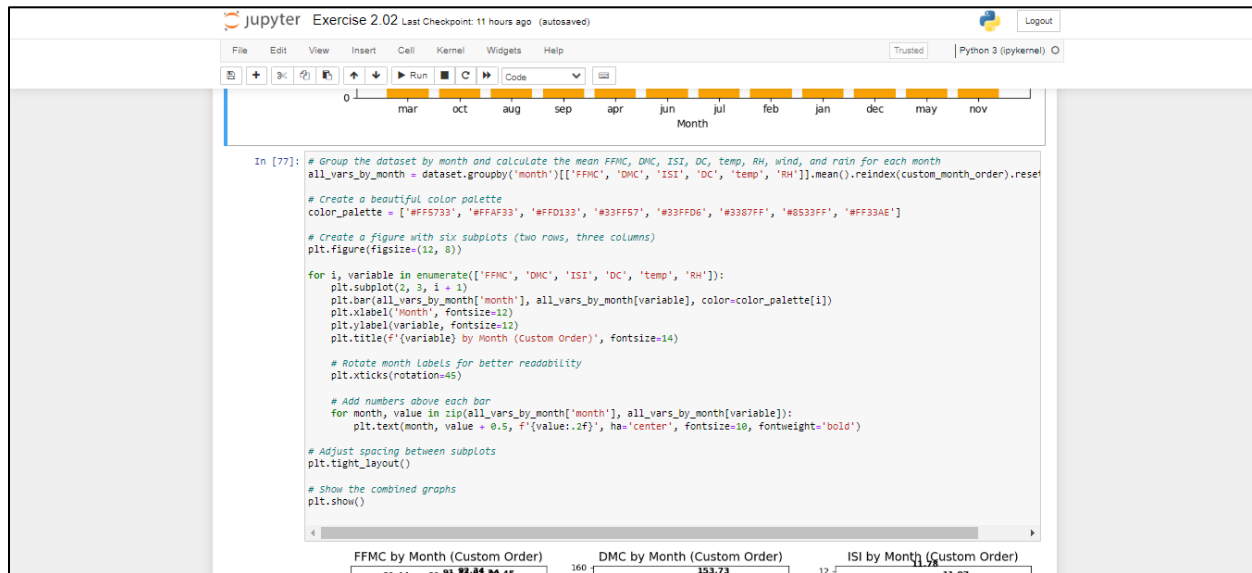 jupyter Exercise 2.02 Last Checkpoint: 11 hours ago (autosaved) Logout
File Edit View Insert Cell Kernel Widgets Help Trusted Python 3 (ipykernel)
Run Code
0
mar oct aug sep apr jun jul feb jan dec may nov
Month
In [77]: # Group the dataset by month and calculate the mean FFMC, DMC, ISI, DC, temp, RH, wind, and rain for each month
all_vars_by_month = dataset.groupby('month')[['FFMC', 'DMC', 'ISI', 'DC', 'temp', 'RH']].mean().reindex(custom_month_order).reset
# Create a beautiful color palette
color_palette = ['#FF5733', '#FFAF33', '#FFD133', '#33FF57', '#33FFD6', '#3387FF', '#8533FF', '#FF33AE']
# Create a figure with six subplots (two rows, three columns)
plt.figure(figsize=(12, 8))
for i, variable in enumerate(['FFMC', 'DMC', 'ISI', 'DC', 'temp', 'RH']):
    plt.subplot(2, 3, i + 1)
    plt.bar(all_vars_by_month['month'], all_vars_by_month[variable], color=color_palette[i])
    plt.xlabel('Month', fontsize=12)
    plt.ylabel(variable, fontsize=12)
    plt.title(f'{variable} by Month (Custom Order)', fontsize=14)
    # Rotate month labels for better readability
    plt.xticks(rotation=45)
    # Add numbers above each bar
    for month, value in zip(all_vars_by_month['month'], all_vars_by_month[variable]):
        plt.text(month, value + 0.5, f'{value:.2f}', ha='center', fontsize=10, fontweight='bold')
# Adjust spacing between subplots
plt.tight_layout()
# Show the combined graphs
plt.show()
FFMC by Month (Custom Order) DMC by Month (Custom Order) ISI by Month (Custom Order)
160 153.73 12 11.78